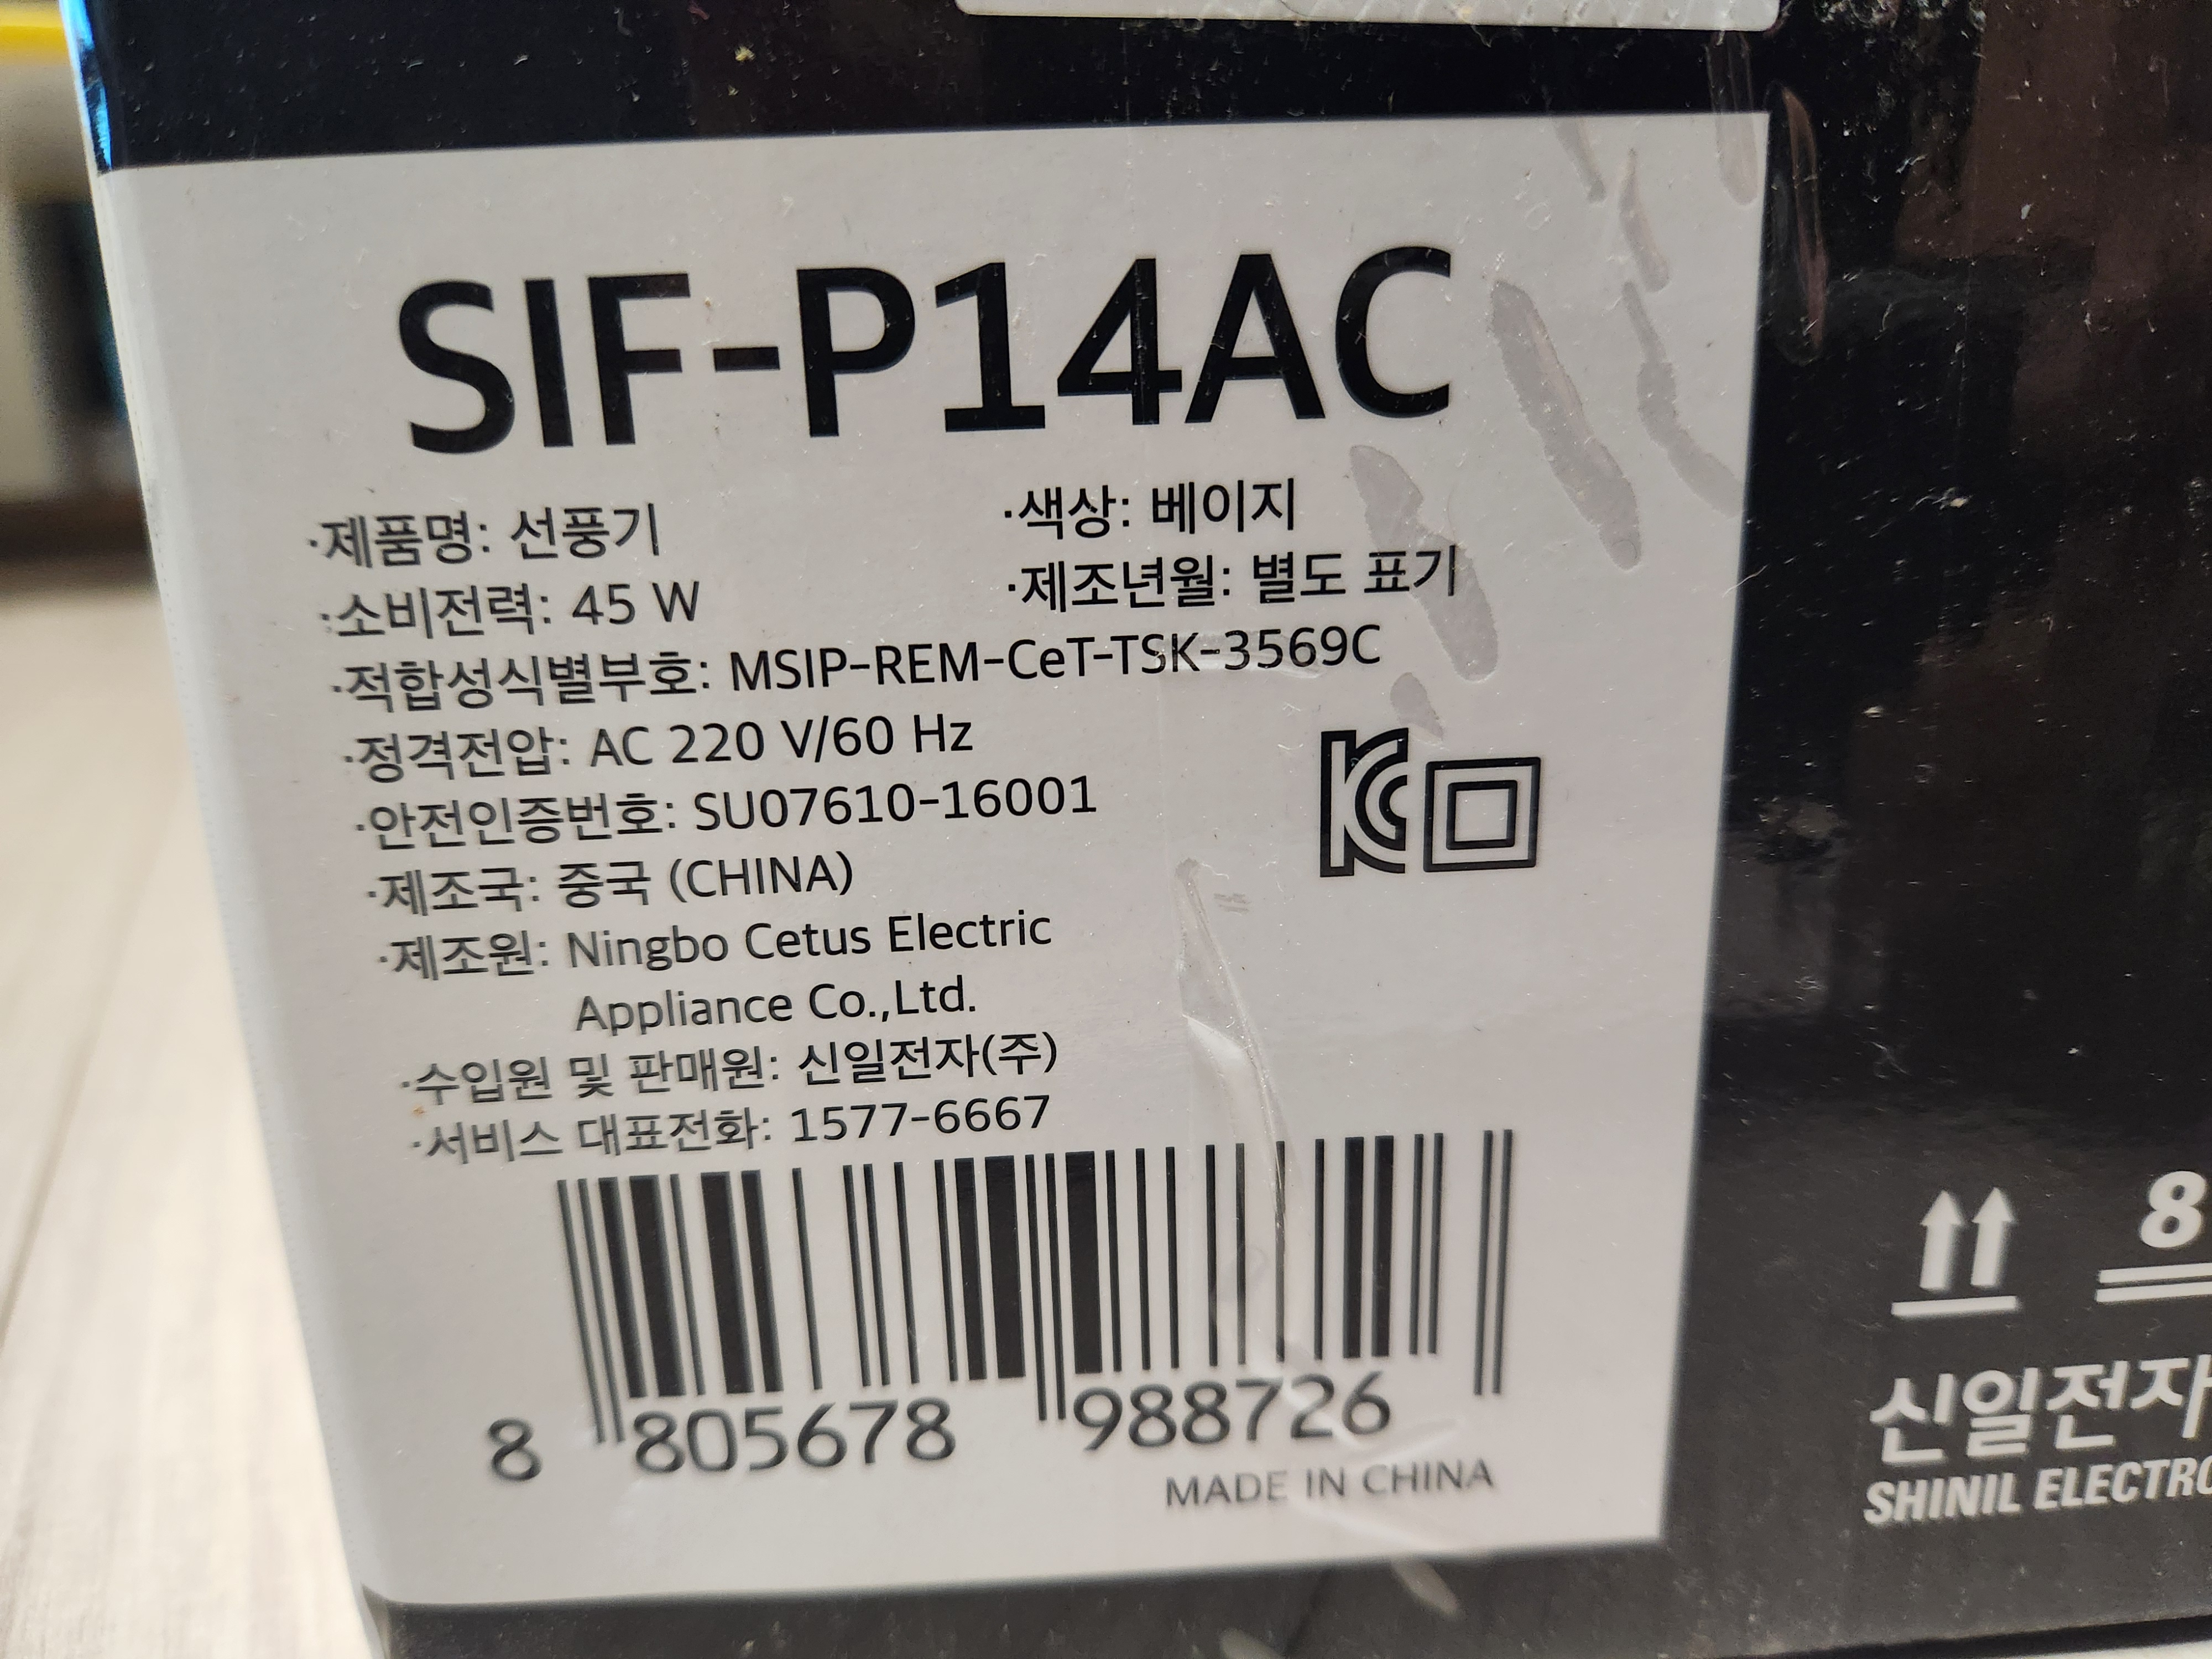 SIF-P14AC
·제품명: 선풍기 ·색상: 베이지
·소비전력: 45 W ·제조년월: 별도 표기
·적합성식별부호: MSIP-REM-CeT-TSK-3569C
·정격전압: AC 220 V/60 Hz
·안전인증번호: SU07610-16001
·제조국: 중국 (CHINA)
·제조원: Ningbo Cetus Electric
Appliance Co.,Ltd.
·수입원 및 판매원: 신일전자(주)
·서비스 대표전화: 1577-6667
8 805678 988726
MADE IN CHINA
8
신일전자
SHINIL ELECTRO